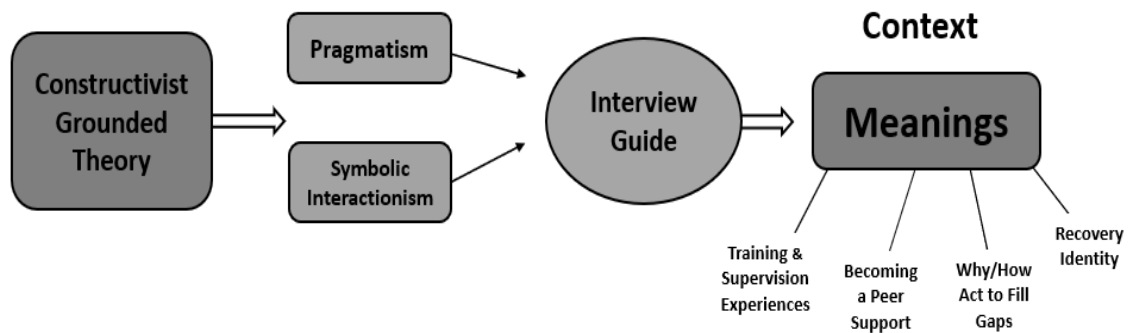 Constructivist
Grounded
Theory
Pragmatism
Symbolic
Interactionism
Interview
Guide
Context
Meanings
Training &
Supervision
Experiences
Becoming
a Peer
Support
Why/How
Act to Fill
Gaps
Recovery
Identity